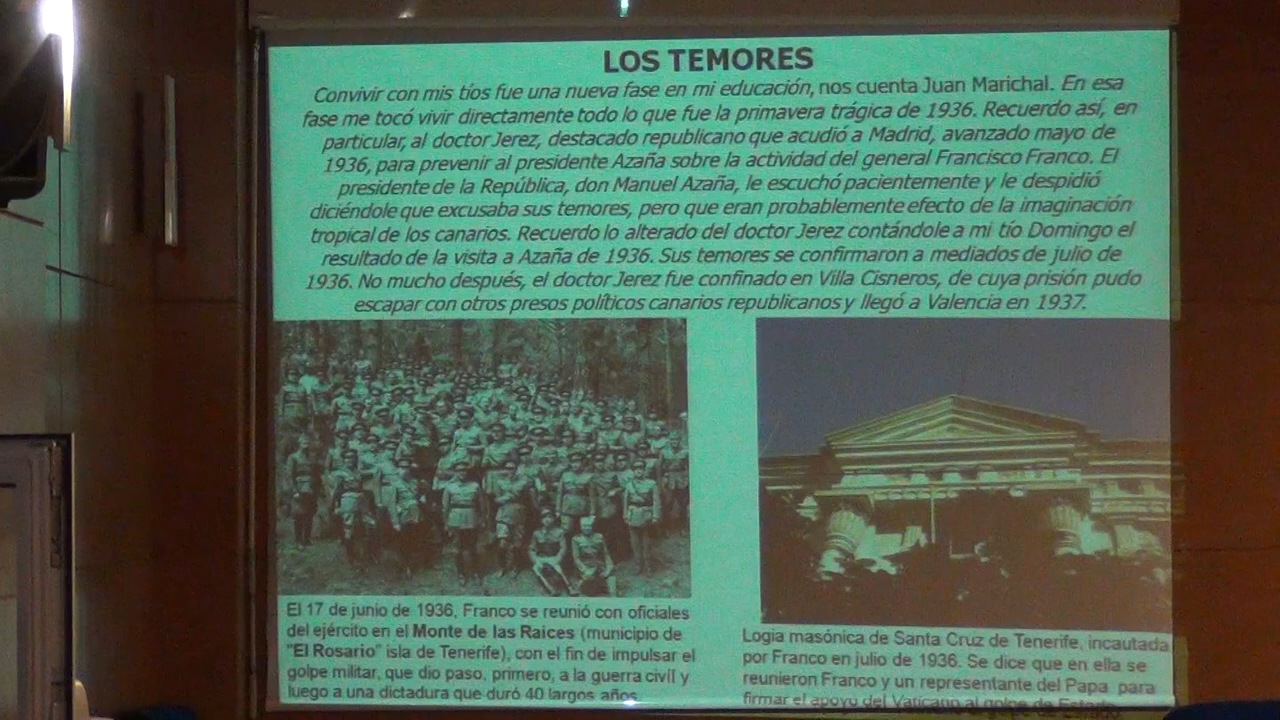 LOS TEMORES
Convivir con mis tíos fue una nueva fase en mi educación, nos cuenta Juan Marichal. En esa
fase me tocó vivir directamente todo lo que fue la primavera trágica de 1936. Recuerdo así, en
particular, al doctor Jerez, destacado republicano que acudió a Madrid, avanzado mayo de
1936, para prevenir al presidente Azaña sobre la actividad del general Francisco Franco. El
presidente de la República, don Manuel Azaña, le escuchó pacientemente y le despidió
diciéndole que excusaba sus temores, pero que eran probablemente efecto de la imaginación
tropical de los canarios. Recuerdo lo alterado del doctor Jerez contándole a mi tío Domingo el
resultado de la visita a Azaña de 1936. Sus temores se confirmaron a mediados de julio de
1936. No mucho después, el doctor Jerez fue confinado en Villa Cisneros, de cuya prisión pudo
escapar con otros presos políticos canarios republicanos y llegó a Valencia en 1937.
El 17 de junio de 1936, Franco se reunió con oficiales
del ejército en el Monte de las Raices (municipio de
"El Rosario" isla de Tenerife), con el fin de impulsar el
golpe militar, que dio paso, primero, a la guerra civil y
luego a una dictadura que duró 40 largos años.
Logia masónica de Santa Cruz de Tenerife, incautada
por Franco en julio de 1936. Se dice que en ella se
reunieron Franco y un representante del Papa para
firmar el apoyo del Vaticano al golpe de Estado